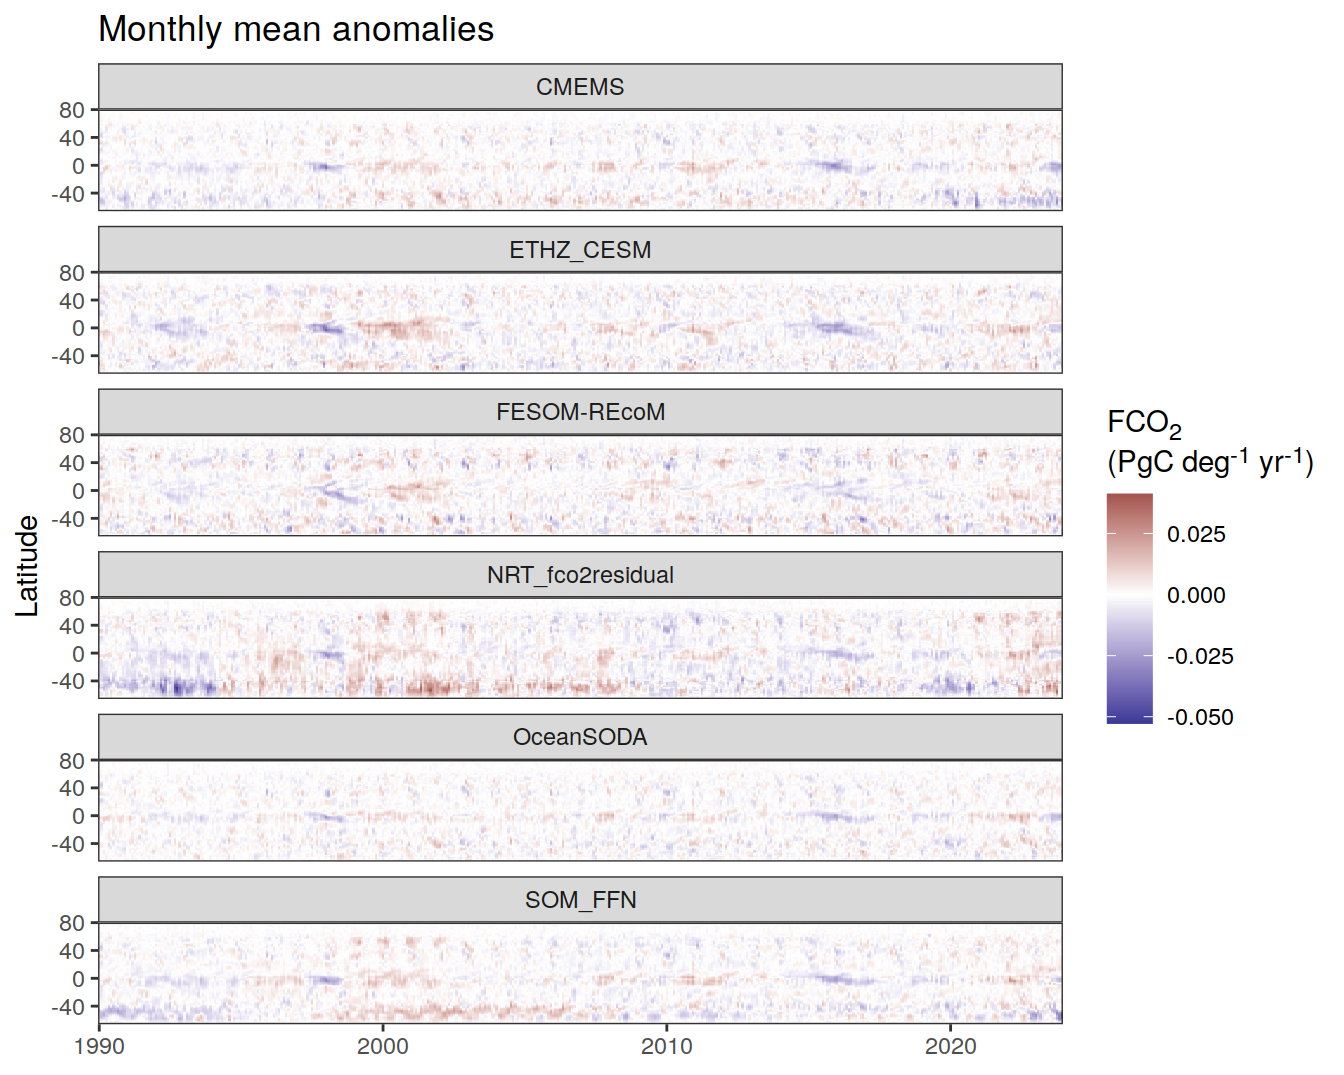 Monthly mean anomalies
CMEMS
80
40
0
-40
ETHZ_CESM
80
40
0
-40
FESOM-REcoM
80
40
0
-40
NRT_fco2residual
80
40
0
-40
OceanSODA
80
40
0
-40
SOM_FFN
80
40
0
-40
1990 2000 2010 2020
Latitude
FCO₂
(PgC deg⁻¹ yr⁻¹)
0.025
0.000
-0.025
-0.050